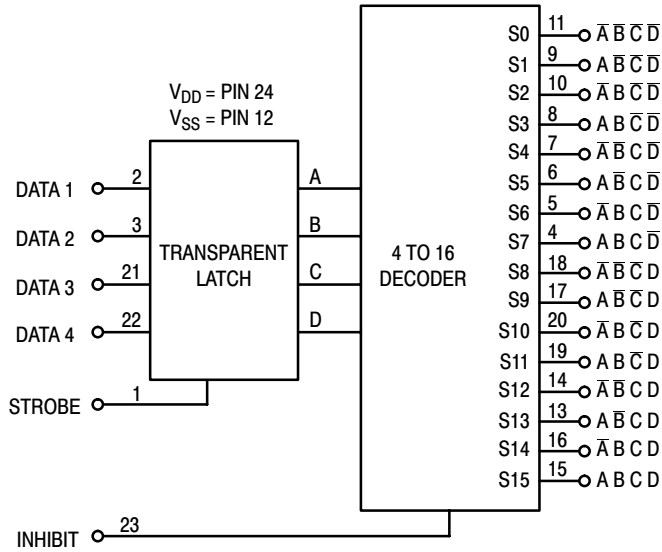 S0 11 A̅ B̅ C̅ D̅
S1 9 A B̅ C̅ D̅
S2 10 A̅ B C̅ D̅
S3 8 A B C̅ D̅
S4 7 A̅ B̅ C D̅
S5 6 A B̅ C D̅
S6 5 A̅ B C D̅
S7 4 A B C D̅
S8 18 A̅ B̅ C̅ D
S9 17 A B̅ C̅ D
S10 20 A̅ B C̅ D
S11 19 A B C̅ D
S12 14 A̅ B̅ C D
S13 13 A B̅ C D
S14 16 A̅ B C D
S15 15 A B C D
VDD = PIN 24
VSS = PIN 12
DATA 1 2 A
DATA 2 3 B
DATA 3 21 C
DATA 4 22 D
TRANSPARENT
LATCH
4 TO 16
DECODER
STROBE 1
INHIBIT 23